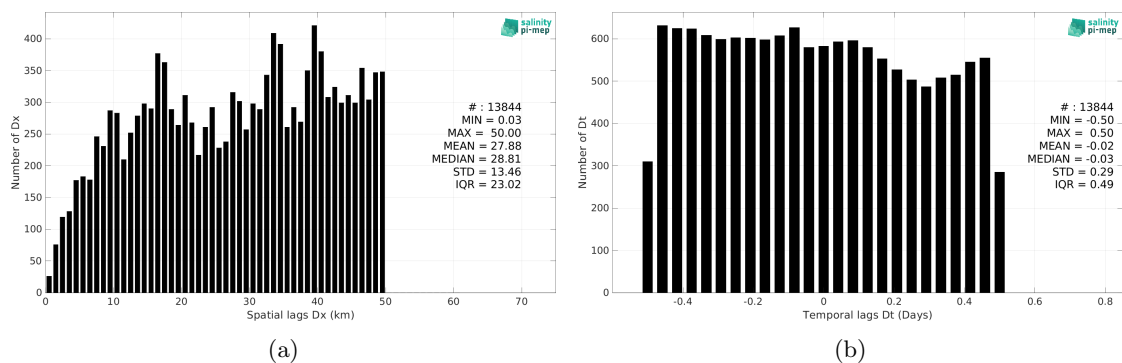 salinity
pi-mep
400
350
300
250
200
150
100
50
0
Number of Dx
# : 13844
MIN = 0.03
MAX = 50.00
MEAN = 27.88
MEDIAN = 28.81
STD = 13.46
IQR = 23.02
0 10 20 30 40 50 60 70
Spatial lags Dx (km)
(a)
salinity
pi-mep
600
500
400
300
200
100
0
Number of Dt
# : 13844
MIN = -0.50
MAX = 0.50
MEAN = -0.02
MEDIAN = -0.03
STD = 0.29
IQR = 0.49
-0.4 -0.2 0 0.2 0.4 0.6 0.8
Temporal lags Dt (Days)
(b)